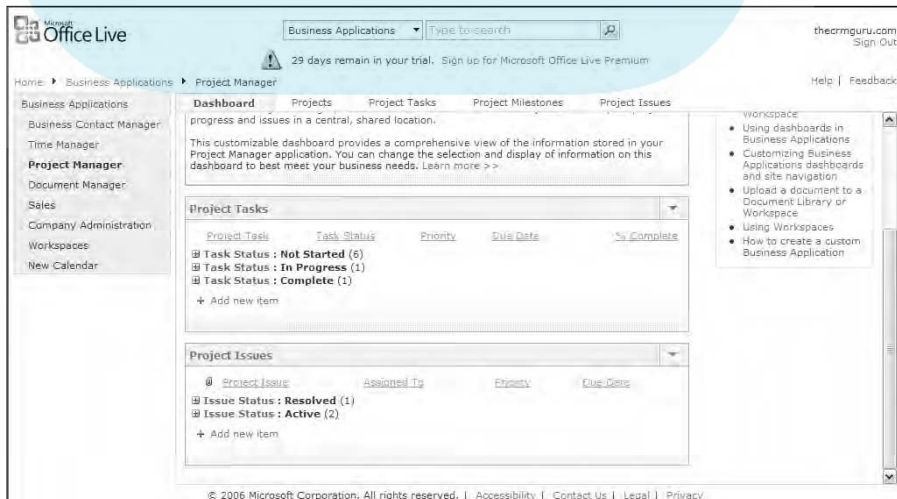 Microsoft
Office Live
Business Applications
Type to search
thecrmguru.com
Sign Out
29 days remain in your trial. Sign up for Microsoft Office Live Premium
Home Business Applications Project Manager
Help | Feedback
Business Applications
Business Contact Manager
Time Manager
Project Manager
Document Manager
Sales
Company Administration
Workspaces
New Calendar
Dashboard Projects Project Tasks Project Milestones Project Issues
progress and issues in a central, shared location.
This customizable dashboard provides a comprehensive view of the information stored in your
Project Manager application. You can change the selection and display of information on this
dashboard to best meet your business needs. Learn more >>
Project Tasks
Project Task Task Status Priority Due Date % Complete
Task Status : Not Started (6)
Task Status : In Progress (1)
Task Status : Complete (1)
Add new item
Project Issues
Project Issue Assigned To Priority Due Date
Issue Status : Resolved (1)
Issue Status : Active (2)
Add new item
Workspace
• Using dashboards in
Business Applications
• Customizing Business
Applications dashboards
and site navigation
• Upload a document to a
Document Library or
Workspace
• Using Workspaces
• How to create a custom
Business Application
© 2006 Microsoft Corporation. All rights reserved. | Accessibility | Contact Us | Legal | Privacy